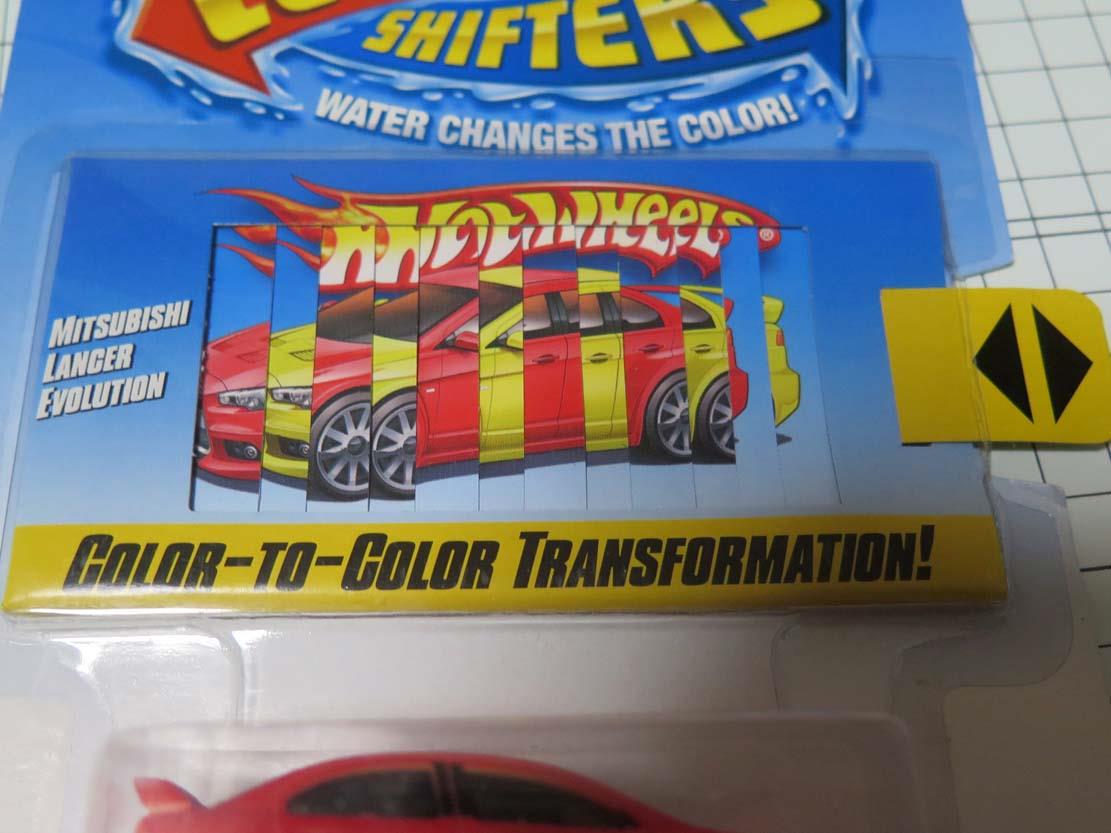 SHIFTERS
WATER CHANGES THE COLOR!
HOT WHEELS®
MITSUBISHI
LANCER
EVOLUTION
COLOR-TO-COLOR TRANSFORMATION!